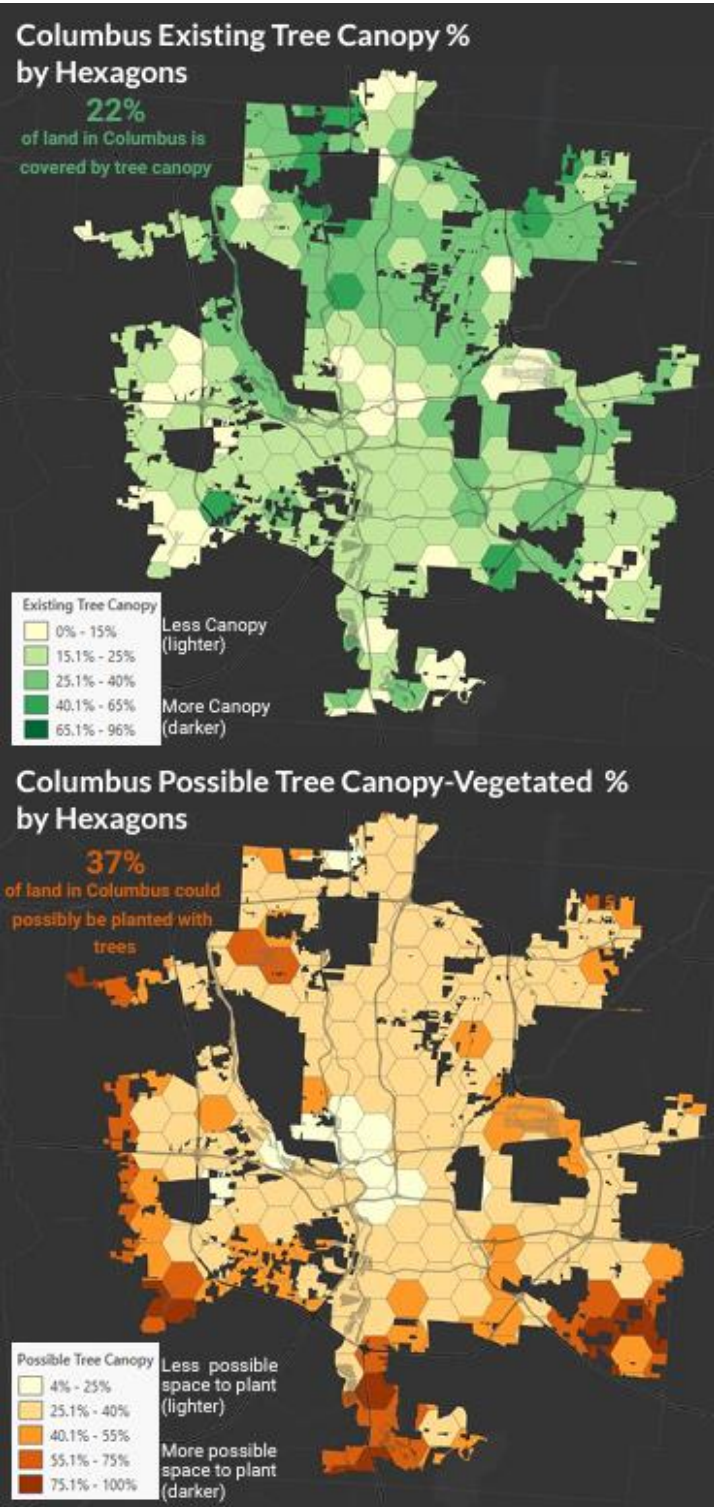 Columbus Existing Tree Canopy %
by Hexagons
22%
of land in Columbus is
covered by tree canopy
Existing Tree Canopy
0% - 15%
15.1% - 25%
25.1% - 40%
40.1% - 65%
65.1% - 96%
Less Canopy
(lighter)
More Canopy
(darker)
Columbus Possible Tree Canopy-Vegetated %
by Hexagons
37%
of land in Columbus could
possibly be planted with
trees
Possible Tree Canopy
4% - 25%
25.1% - 40%
40.1% - 55%
55.1% - 75%
75.1% - 100%
Less possible
space to plant
(lighter)
More possible
space to plant
(darker)